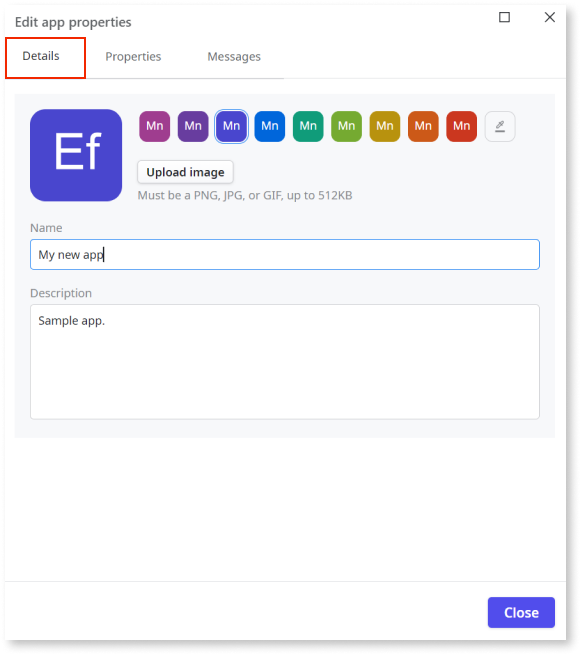 Edit app properties
Details Properties Messages
Ef
Mn Mn Mn Mn Mn Mn Mn Mn Mn
Upload image
Must be a PNG, JPG, or GIF, up to 512KB
Name
My new app
Description
Sample app.
Close